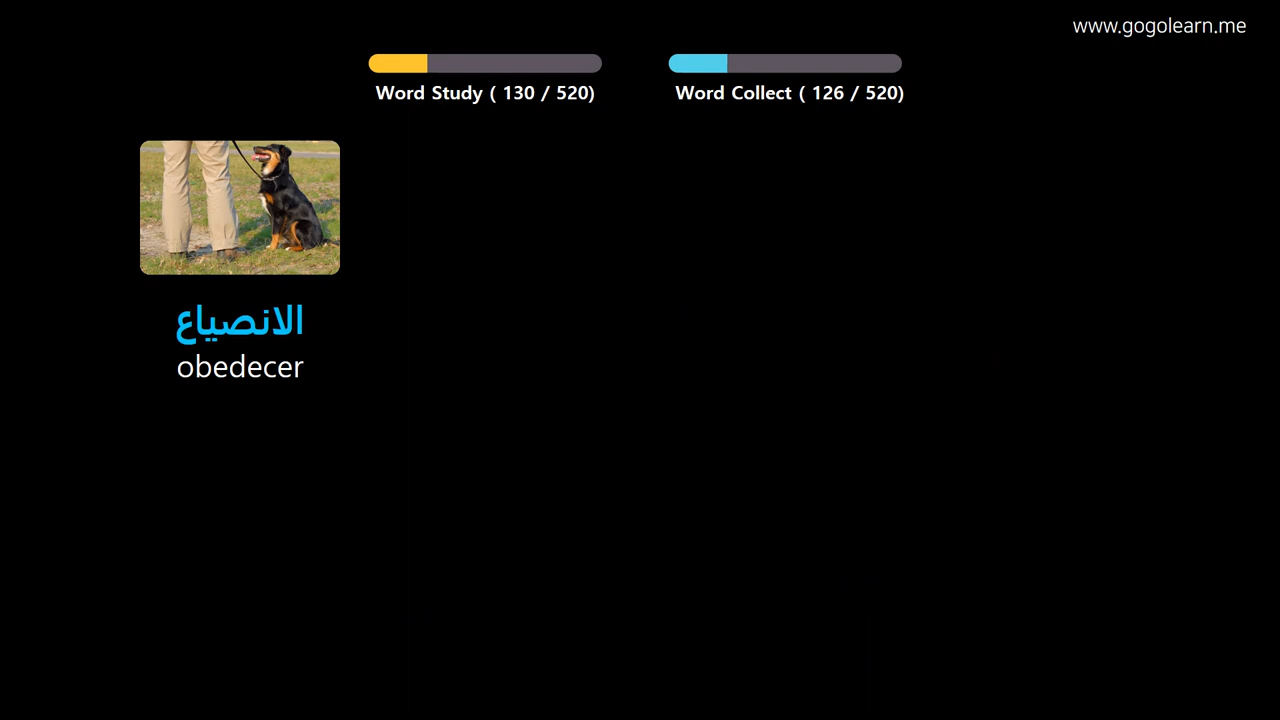 www.gogolearn.me
Word Study ( 130 / 520)
Word Collect ( 126 / 520)
الانصياع
obedecer